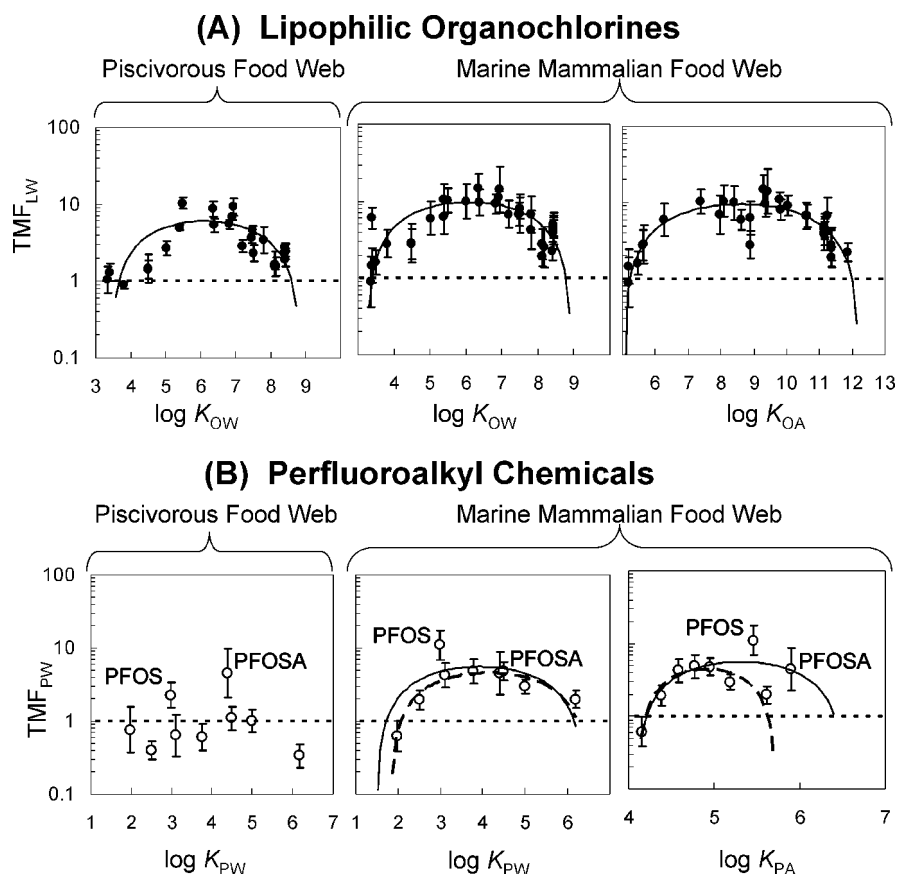 (A) Lipophilic Organochlorines
Piscivorous Food Web
Marine Mammalian Food Web
TMF_LW
100
10
1
0.1
3 4 5 6 7 8 9
4 5 6 7 8 9 10
5 6 7 8 9 10 11 12 13
log K_OW
log K_OW
log K_OA
(B) Perfluoroalkyl Chemicals
Piscivorous Food Web
Marine Mammalian Food Web
TMF_PW
100
10
1
0.1
PFOS
PFOSA
PFOS
PFOSA
PFOS
PFOSA
1 2 3 4 5 6 7
1 2 3 4 5 6
4 5 6 7
log K_PW
log K_PW
log K_PA